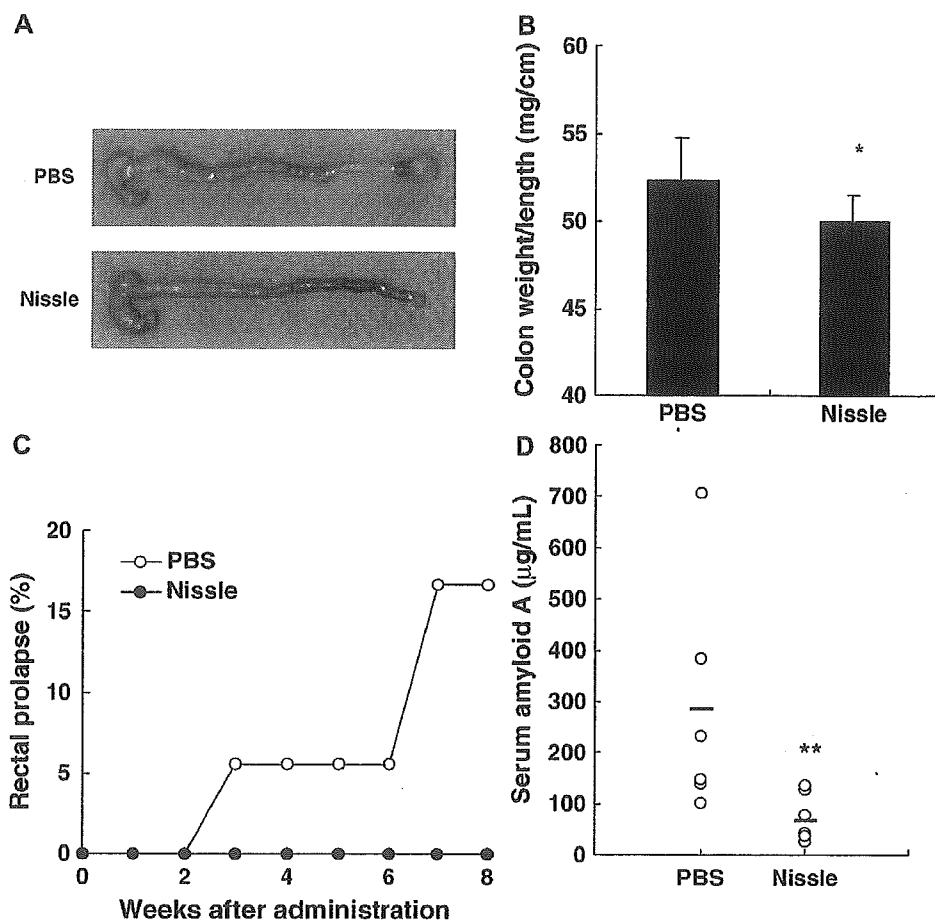 A
PBS
Nissle
B
Colon weight/length (mg/cm)
60
55
50
45
40
*
PBS
Nissle
C
Rectal prolapse (%)
20
15
10
5
0
PBS
Nissle
0
2
4
6
8
Weeks after administration
D
Serum amyloid A (μg/mL)
800
700
600
500
400
300
200
100
0
**
PBS
Nissle